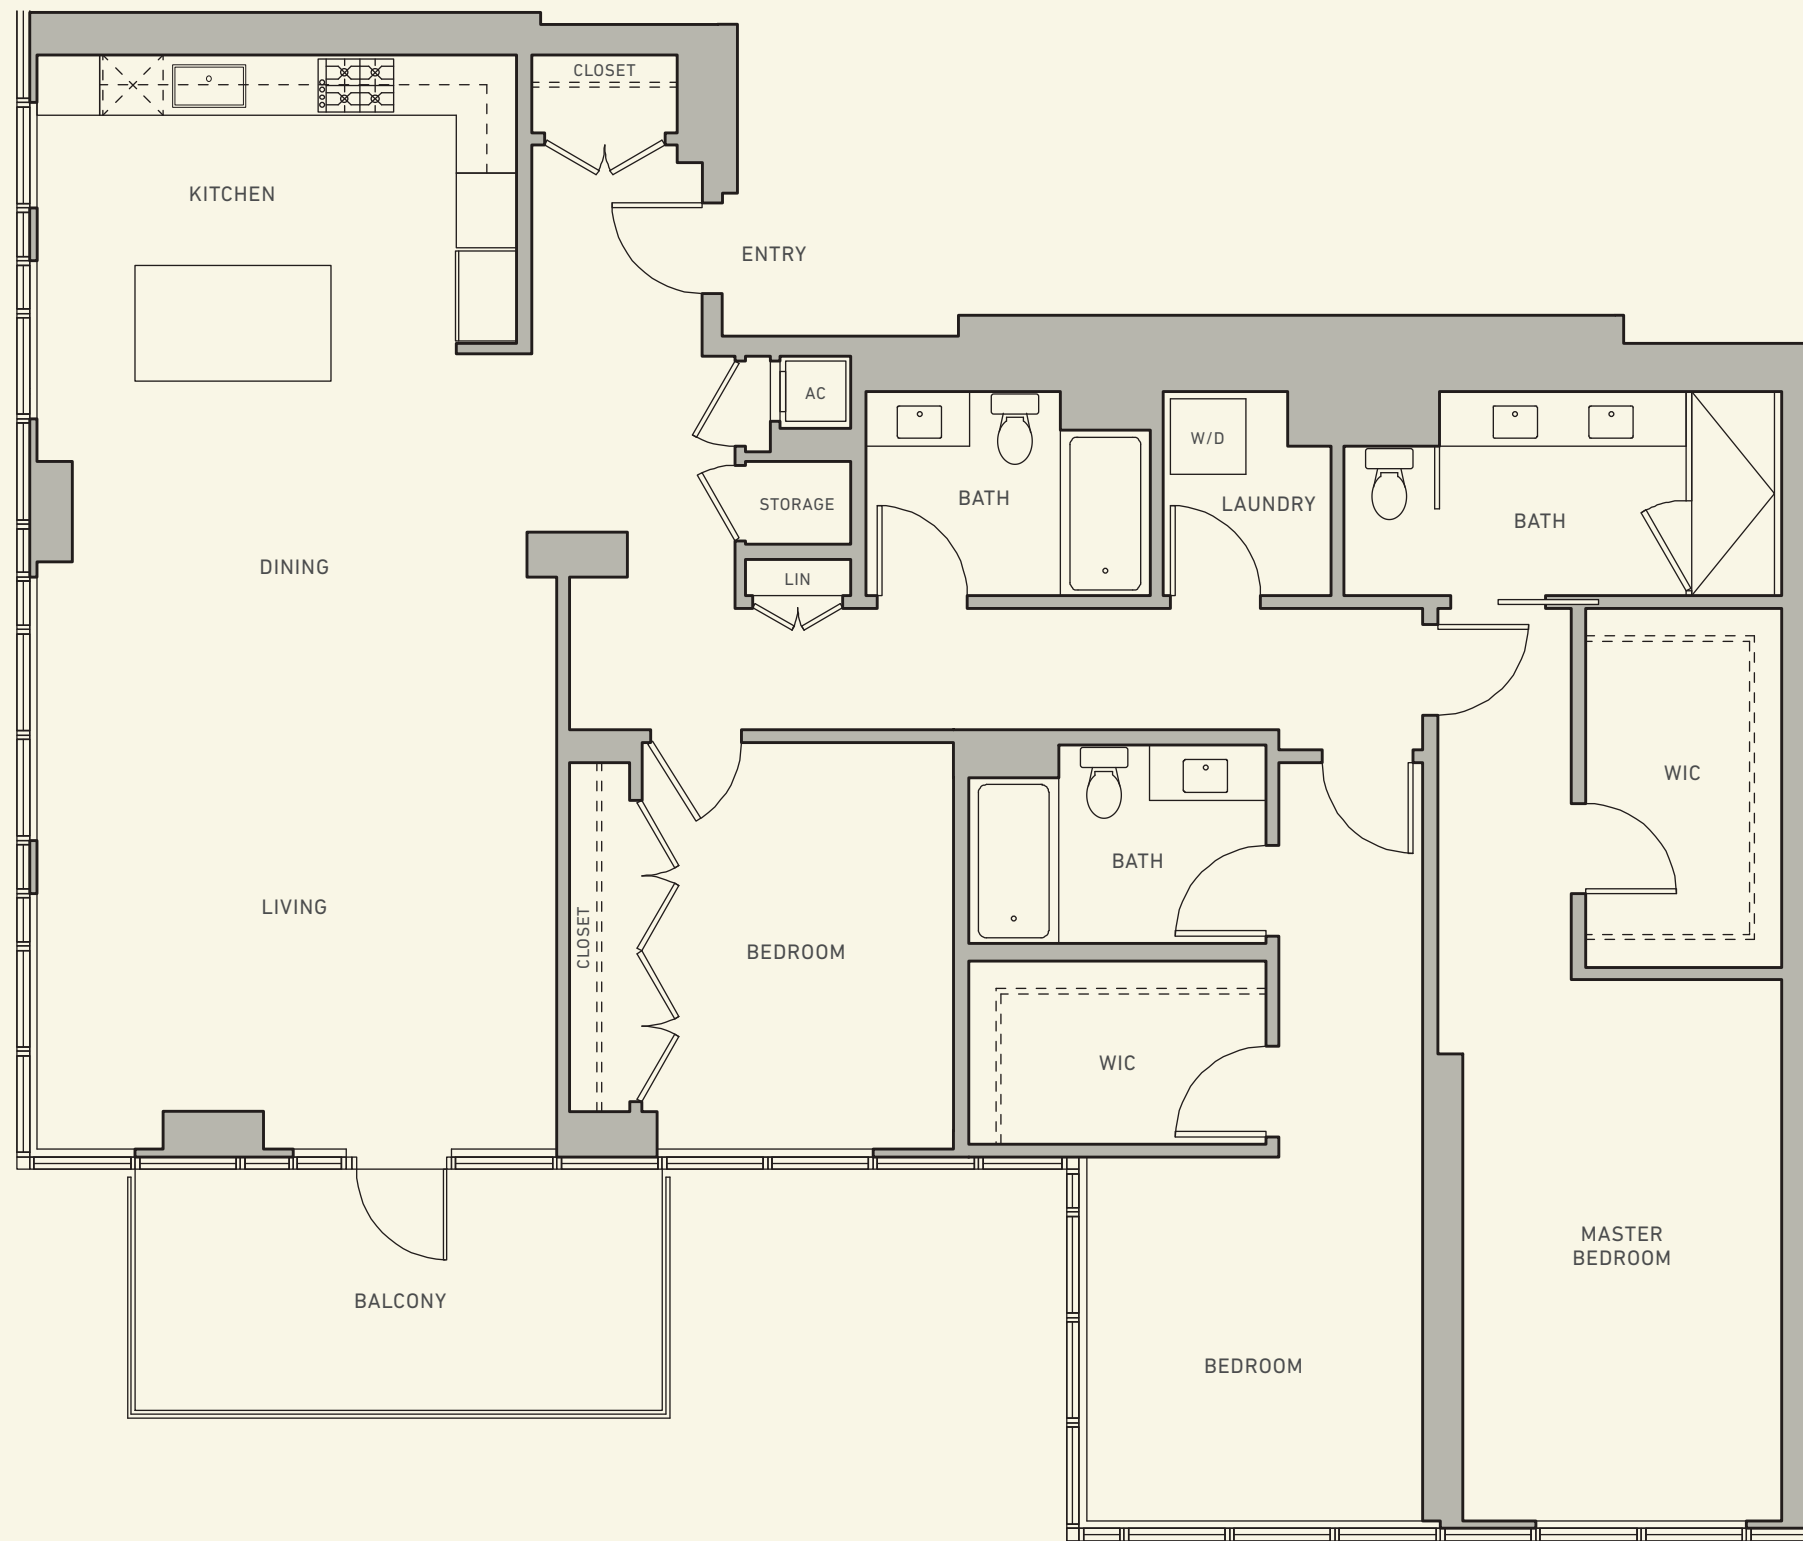 CLOSET
KITCHEN
ENTRY
AC
W/D
BATH
STORAGE
LAUNDRY
BATH
DINING
LIN
WIC
BATH
LIVING
CLOSET
BEDROOM
WIC
MASTER
BEDROOM
BALCONY
BEDROOM